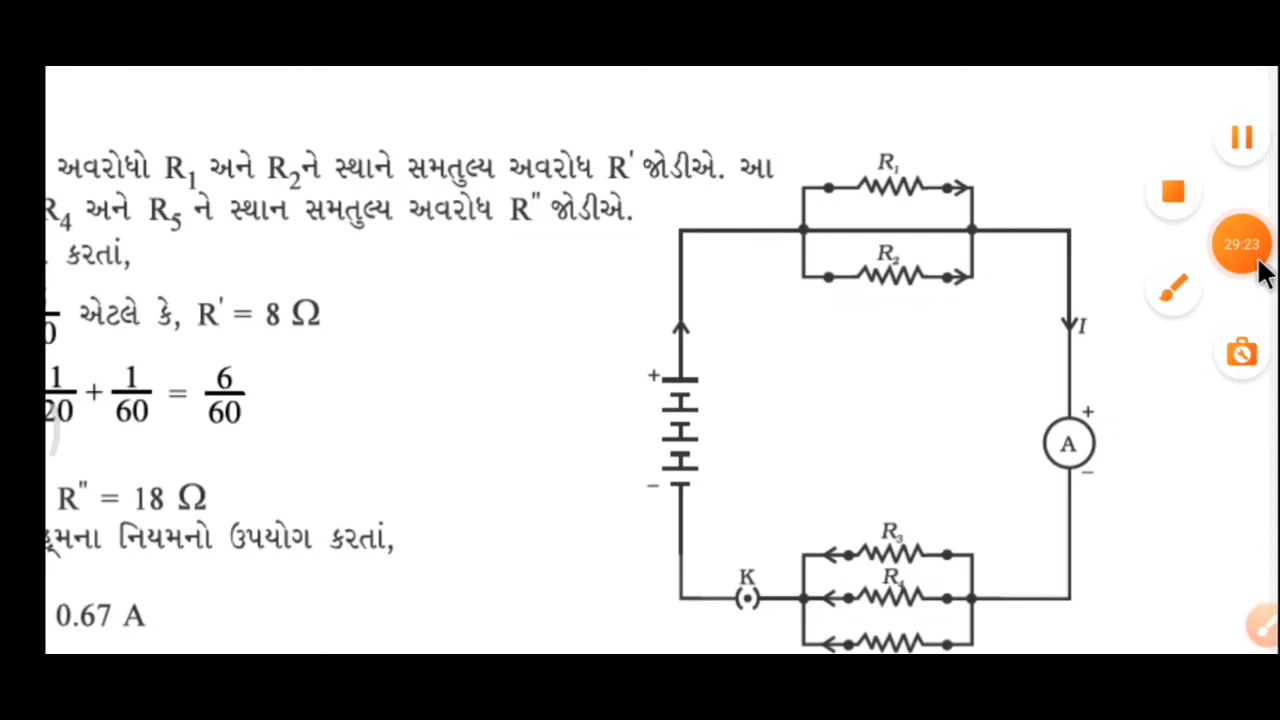 અવરોધો R₁ અને R₂ને સ્થાને સમતુલ્ય અવરોધ R' જોડીએ. આ
R₄ અને R₅ ને સ્થાન સમતુલ્ય અવરોધ R" જોડીએ.
કરતાં,
એટલે કે, R' = 8 Ω
1/20 + 1/60 = 6/60
R" = 18 Ω
નિયમનો ઉપયોગ કરતાં,
0.67 A
R₁
R₂
I
+
+
A
−
−
R₃
K
R₄
29:23